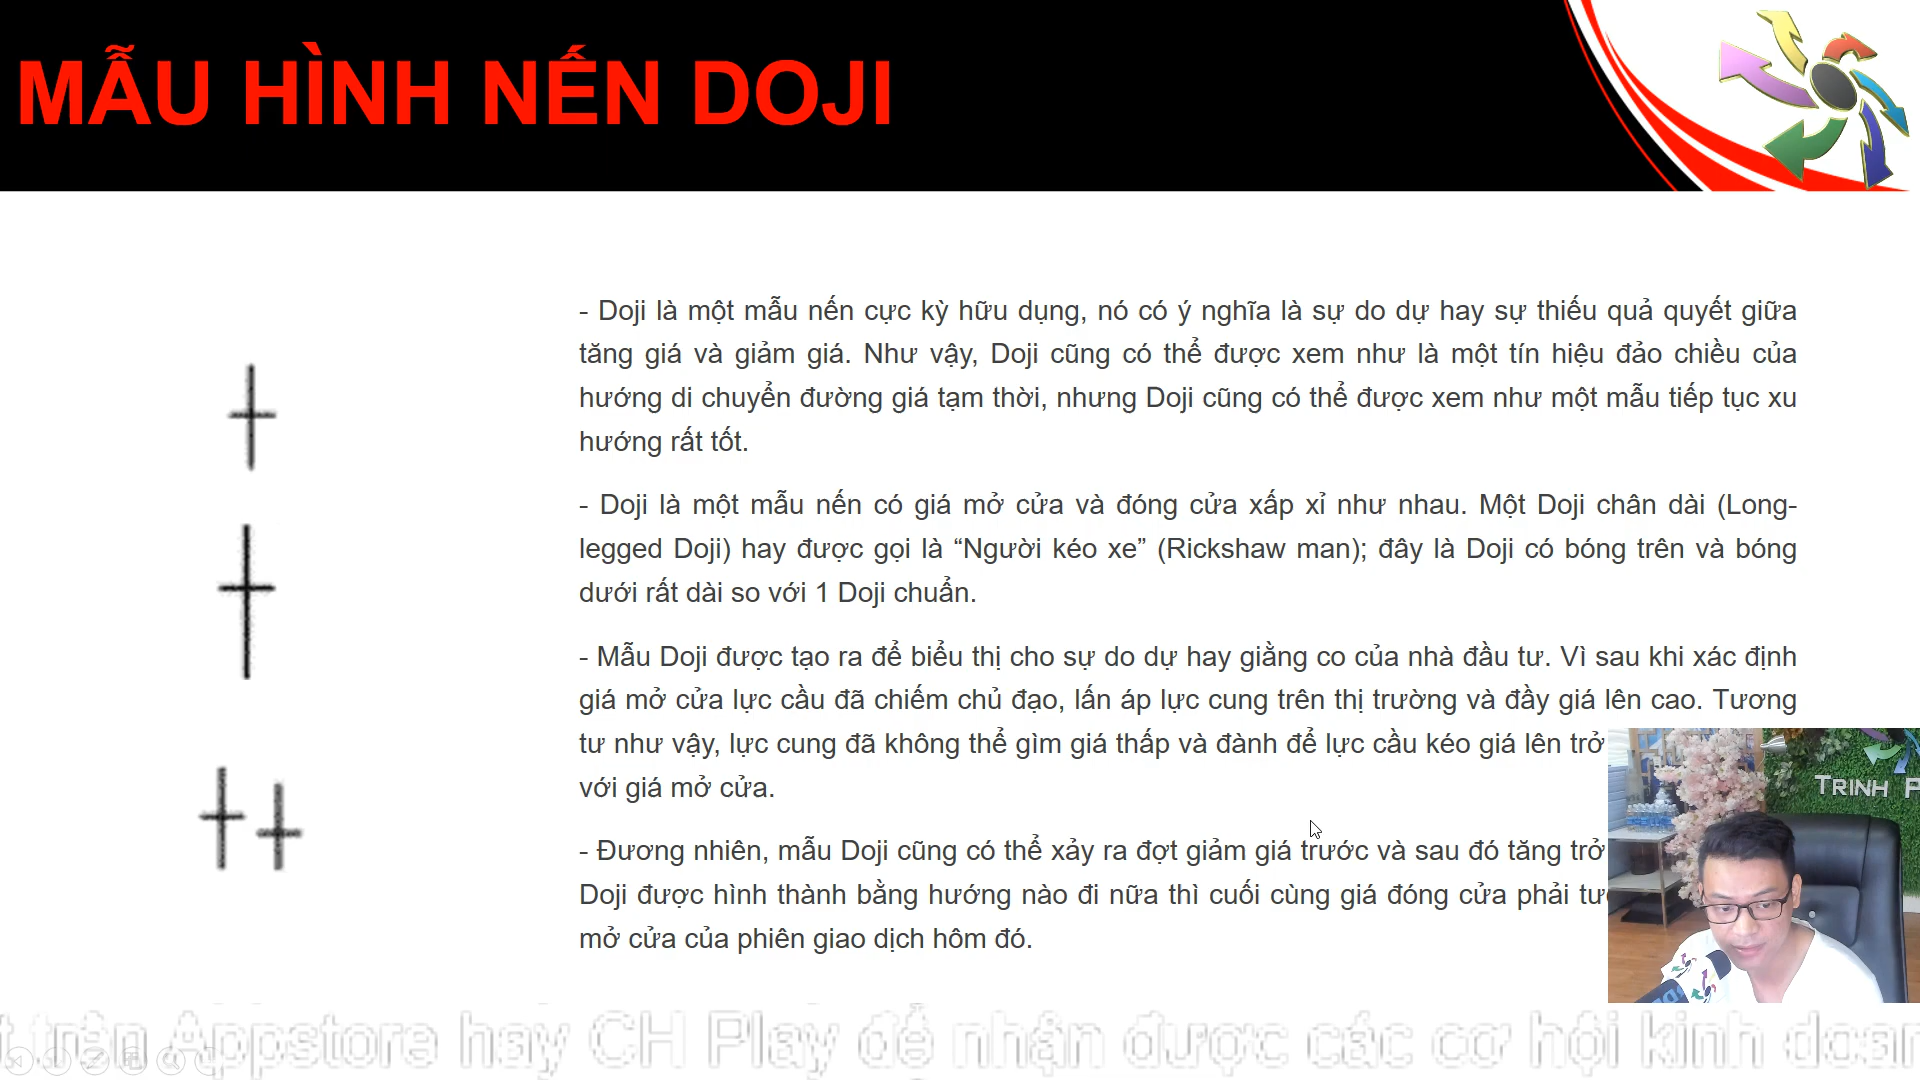 MẪU HÌNH NẾN DOJI
- Doji là một mẫu nến cực kỳ hữu dụng, nó có ý nghĩa là sự do dự hay sự thiếu quả quyết giữa
tăng giá và giảm giá. Như vậy, Doji cũng có thể được xem như là một tín hiệu đảo chiều của
hướng di chuyển đường giá tạm thời, nhưng Doji cũng có thể được xem như một mẫu tiếp tục xu
hướng rất tốt.
- Doji là một mẫu nến có giá mở cửa và đóng cửa xấp xỉ như nhau. Một Doji chân dài (Long-
legged Doji) hay được gọi là “Người kéo xe” (Rickshaw man); đây là Doji có bóng trên và bóng
dưới rất dài so với 1 Doji chuẩn.
- Mẫu Doji được tạo ra để biểu thị cho sự do dự hay giằng co của nhà đầu tư. Vì sau khi xác định
giá mở cửa lực cầu đã chiếm chủ đạo, lấn áp lực cung trên thị trường và đầy giá lên cao. Tương
tư như vậy, lực cung đã không thể gìm giá thấp và đành để lực cầu kéo giá lên trở
với giá mở cửa.
- Đương nhiên, mẫu Doji cũng có thể xảy ra đợt giảm giá trước và sau đó tăng trở
Doji được hình thành bằng hướng nào đi nữa thì cuối cùng giá đóng cửa phải
mở cửa của phiên giao dịch hôm đó.
TRINH
trên Appstore hay CH Play để nhận được các cơ hội kinh